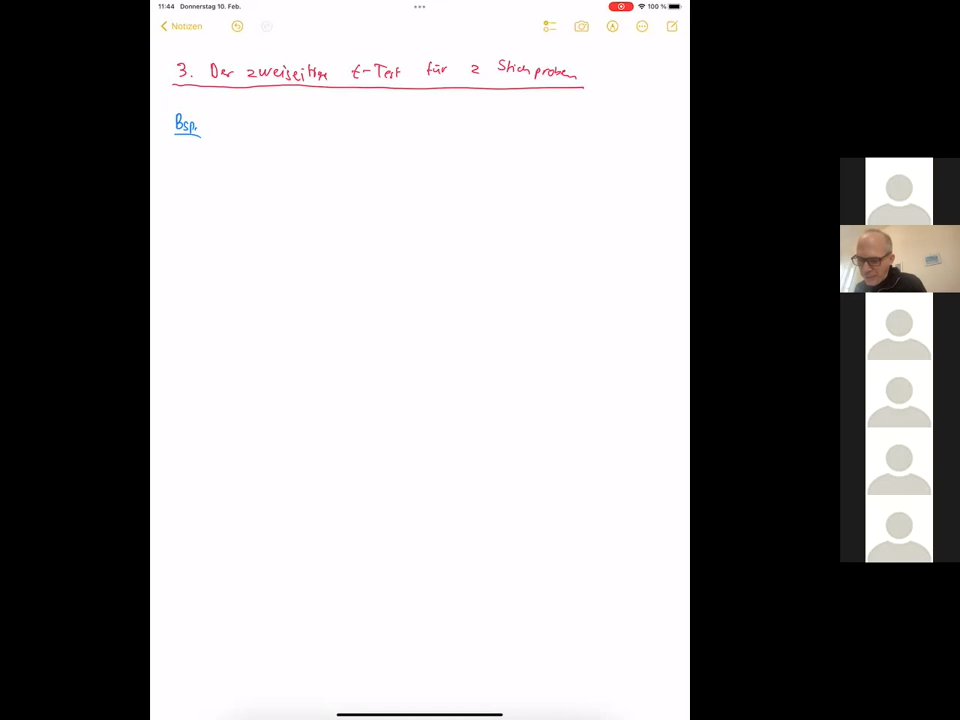 11:44 Donnerstag 10. Feb.
100 %
Notizen
3. Der zweiseitige t-Test für 2 Stichproben
Bsp.